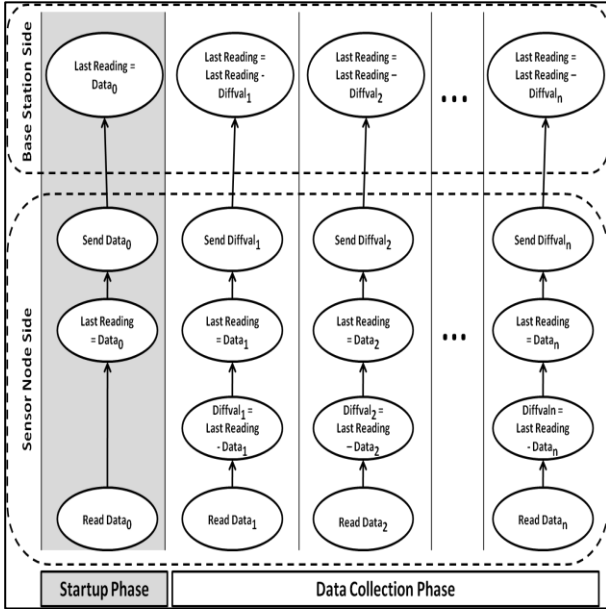 Base Station Side
Last Reading =
Data0
Last Reading =
Last Reading -
Diffval1
Last Reading =
Last Reading –
Diffval2
...
Last Reading =
Last Reading –
Diffvaln
Sensor Node Side
Send Data0
Send Diffval1
Send Diffval2
Send Diffvaln
Last Reading
= Data0
Last Reading
= Data1
Last Reading
= Data2
...
Last Reading
= Datan
Diffval1 =
Last Reading
- Data1
Diffval2 =
Last Reading
– Data2
Diffvaln =
Last Reading
- Datan
Read Data0
Read Data1
Read Data2
Read Datan
Startup Phase
Data Collection Phase